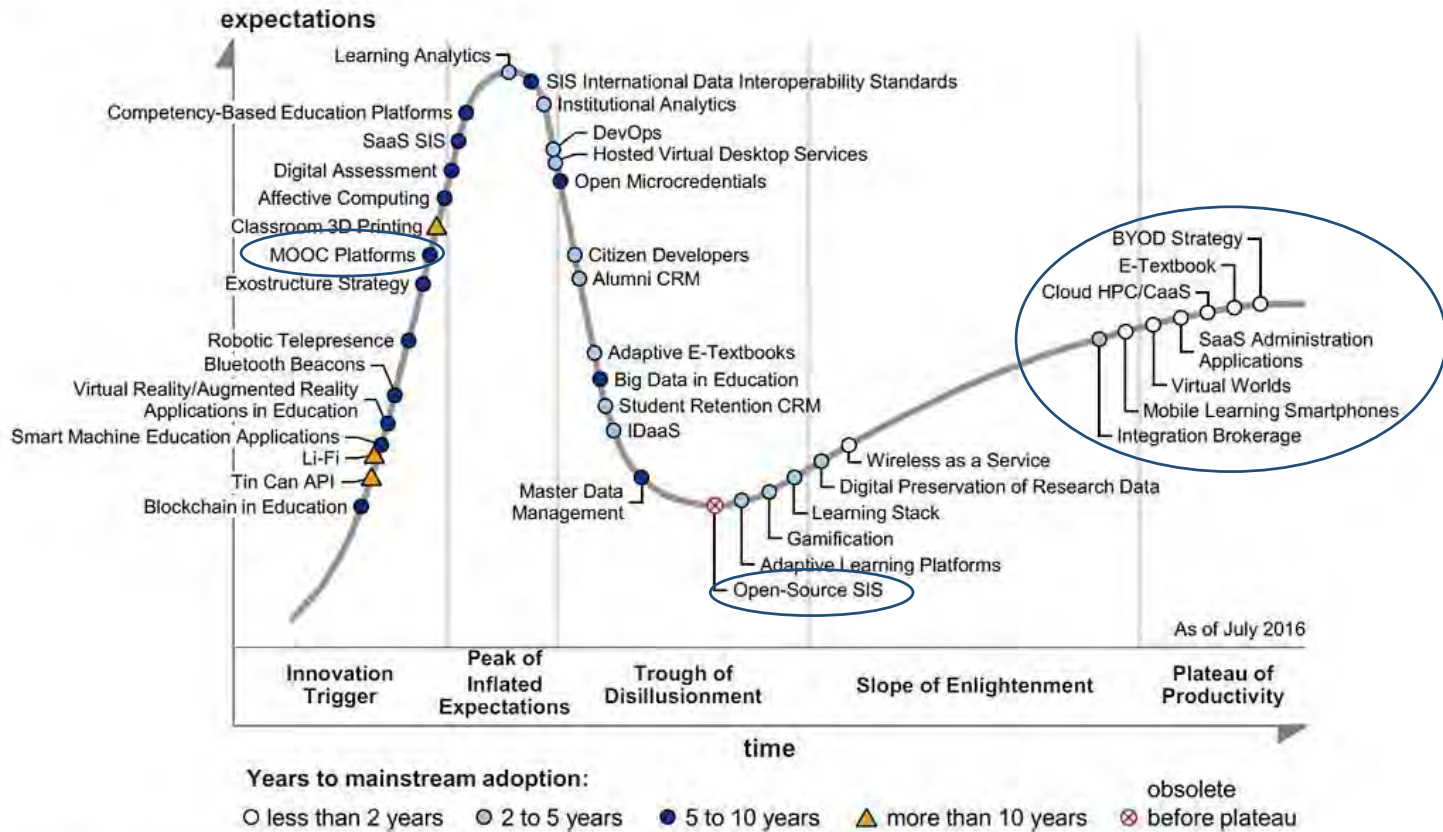 expectations
Learning Analytics
SIS International Data Interoperability Standards
Competency-Based Education Platforms
Institutional Analytics
SaaS SIS
DevOps
Hosted Virtual Desktop Services
Digital Assessment
Open Microcredentials
Affective Computing
Classroom 3D Printing
MOOC Platforms
Citizen Developers
Exostructure Strategy
Alumni CRM
BYOD Strategy
E-Textbook
Cloud HPC/CaaS
Robotic Telepresence
SaaS Administration
Applications
Adaptive E-Textbooks
Bluetooth Beacons
Big Data in Education
Virtual Worlds
Virtual Reality/Augmented Reality
Applications in Education
Student Retention CRM
Mobile Learning Smartphones
Smart Machine Education Applications
IDaaS
Integration Brokerage
Li-Fi
Wireless as a Service
Tin Can API
Master Data
Management
Digital Preservation of Research Data
Blockchain in Education
Learning Stack
Gamification
Adaptive Learning Platforms
Open-Source SIS
As of July 2016
Innovation
Trigger
Peak of
Inflated
Expectations
Trough of
Disillusionment
Slope of Enlightenment
Plateau of
Productivity
time
Years to mainstream adoption:
less than 2 years
2 to 5 years
5 to 10 years
more than 10 years
obsolete
before plateau